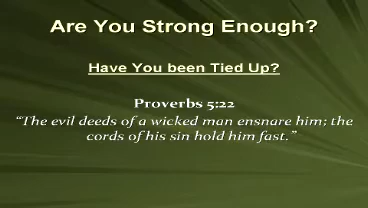 Are You Strong Enough?
Have You been Tied Up?
Proverbs 5:22
“The evil deeds of a wicked man ensnare him; the
cords of his sin hold him fast.”